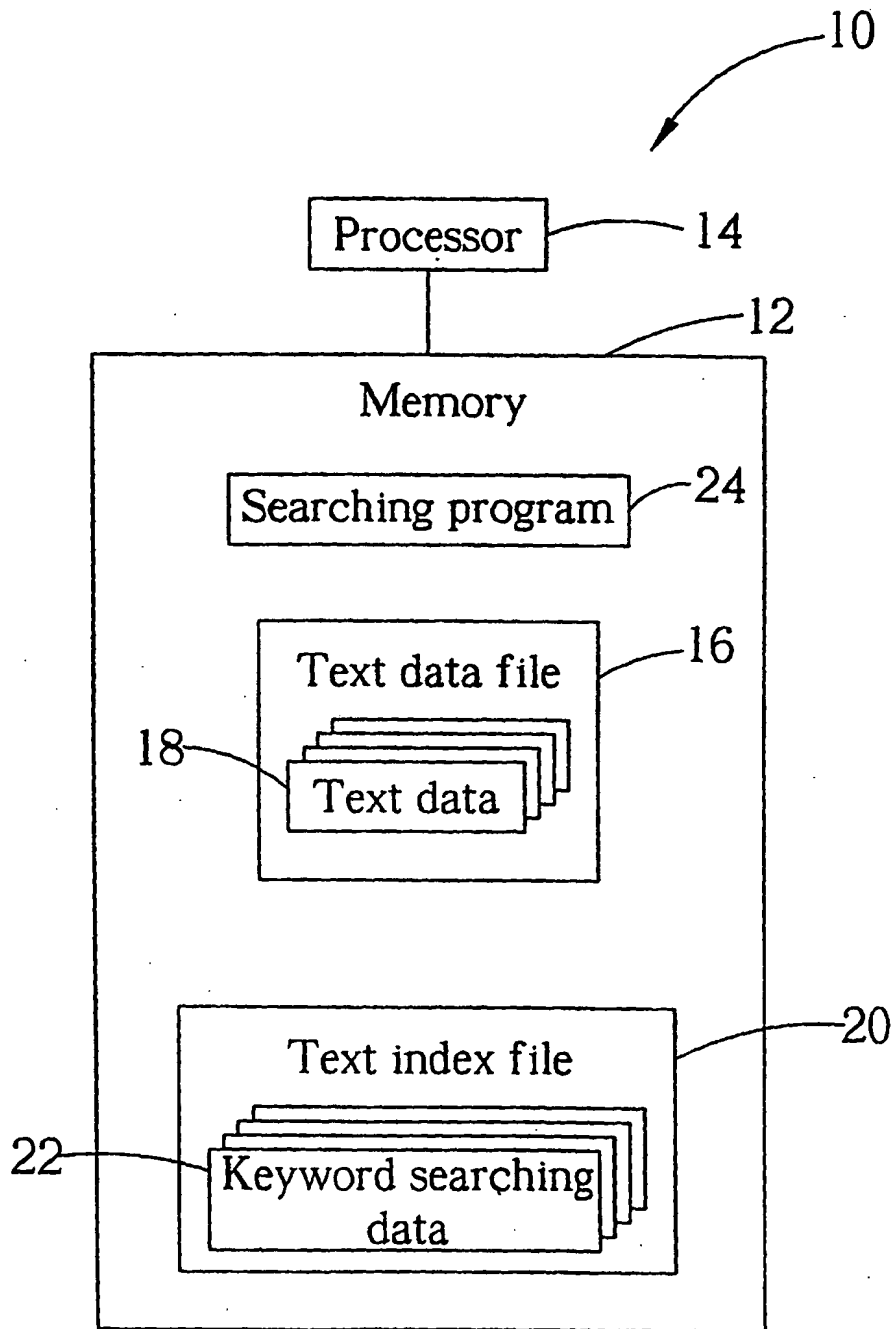 10
Processor
14
12
Memory
Searching program
24
Text data file
16
18
Text data
Text index file
20
22
Keyword searching
data